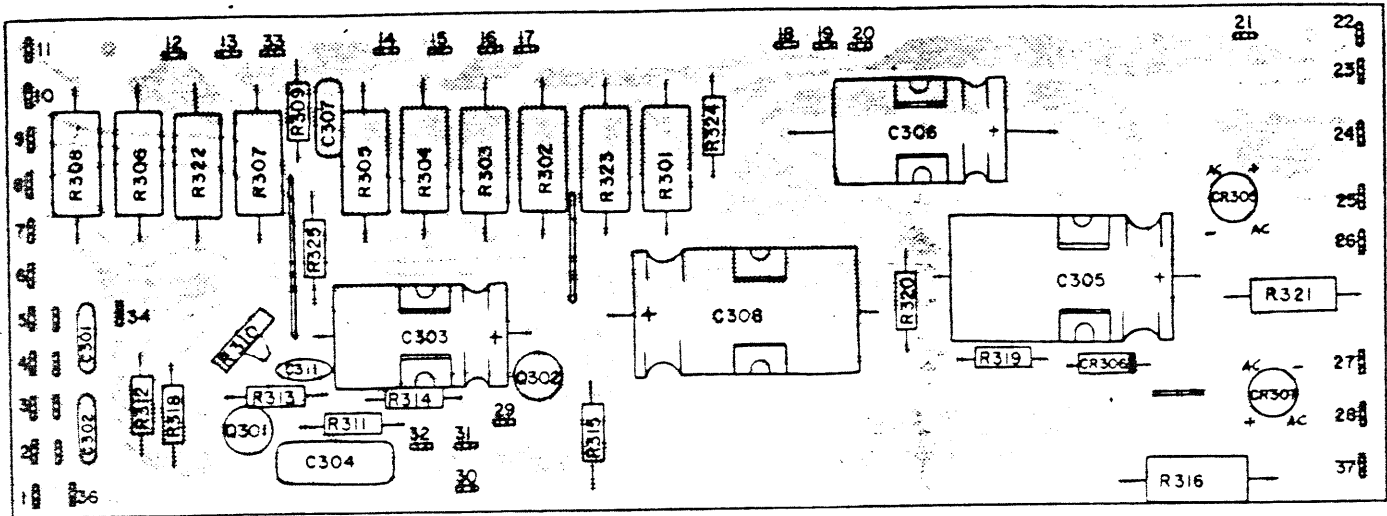 11 12 13 33 14 15 16 17 18 19 20 21 22
23
10
R309 C307 R324
9 R308 R306 R322 R307 R305 R304 R303 R302 R323 R301 C306 + 24
8
AC +
CR305
- AC
25
7 26
R325
6
R320 C305 +
R321
34
C301 R310 C303 + + C308
C311 Q302 R319 CR306 27
AC -
CR307
+ AC
R312 R318 R313 R314
29 28
C302 Q301 R311 32 31 R315
2
C304 30 37
R316
1 36